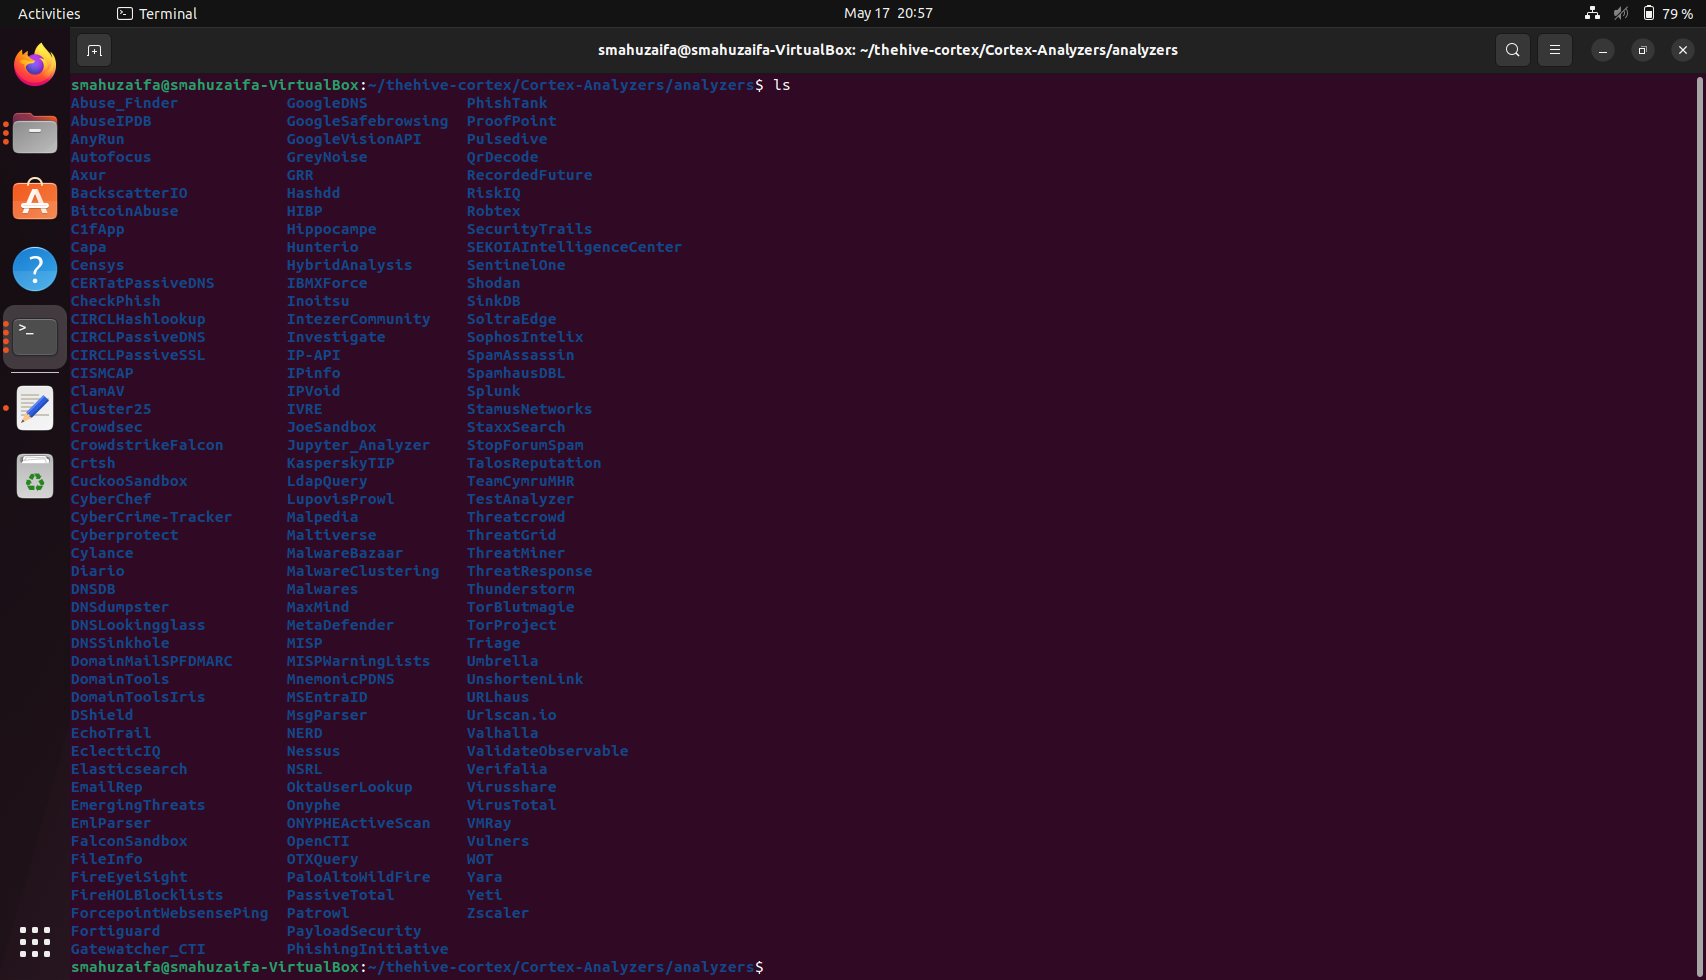 Activities Terminal May 17 20:57 79 %
smahuzaifa@smahuzaifa-VirtualBox: ~/thehive-cortex/Cortex-Analyzers/analyzers
smahuzaifa@smahuzaifa-VirtualBox:~/thehive-cortex/Cortex-Analyzers/analyzers$ ls
Abuse_Finder GoogleDNS PhishTank
AbuseIPDB GoogleSafebrowsing ProofPoint
AnyRun GoogleVisionAPI Pulsedive
Autofocus GreyNoise QrDecode
Axur GRR RecordedFuture
BackscatterIO Hashdd RiskIQ
BitcoinAbuse HIBP Robtex
C1fApp Hippocampe SecurityTrails
Capa Hunterio SEKOIAIntelligenceCenter
Censys HybridAnalysis SentinelOne
CERTatPassiveDNS IBMXForce Shodan
CheckPhish Inoitsu SinkDB
CIRCLHashlookup IntezerCommunity SoltraEdge
CIRCLPassiveDNS Investigate SophosIntelix
CIRCLPassiveSSL IP-API SpamAssassin
CISMCAP IPinfo SpamhausDBL
ClamAV IPVoid Splunk
Cluster25 IVRE StamusNetworks
Crowdsec JoeSandbox StaxxSearch
CrowdstrikeFalcon Jupyter_Analyzer StopForumSpam
Crtsh KasperskyTIP TalosReputation
CuckooSandbox LdapQuery TeamCymruMHR
CyberChef LupovisProwl TestAnalyzer
CyberCrime-Tracker Malpedia Threatcrowd
Cyberprotect Maltiverse ThreatGrid
Cylance MalwareBazaar ThreatMiner
Diario MalwareClustering ThreatResponse
DNSDB Malwares Thunderstorm
DNSdumpster MaxMind TorBlutmagie
DNSLookingglass MetaDefender TorProject
DNSSinkhole MISP Triage
DomainMailSPFDMARC MISPWarningLists Umbrella
DomainTools MnemonicPDNS UnshortenLink
DomainToolsIris MSEntraID URLhaus
DShield MsgParser Urlscan.io
EchoTrail NERD Valhalla
EclecticIQ Nessus ValidateObservable
Elasticsearch NSRL Verifalia
EmailRep OktaUserLookup Virusshare
EmergingThreats Onyphe VirusTotal
EmlParser ONYPHEActiveScan VMRay
FalconSandbox OpenCTI Vulners
FileInfo OTXQuery WOT
FireEyeiSight PaloAltoWildFire Yara
FireHOLBlocklists PassiveTotal Yeti
ForcepointWebsensePing Patrowl Zscaler
Fortiguard PayloadSecurity
Gatewatcher_CTI PhishingInitiative
smahuzaifa@smahuzaifa-VirtualBox:~/thehive-cortex/Cortex-Analyzers/analyzers$